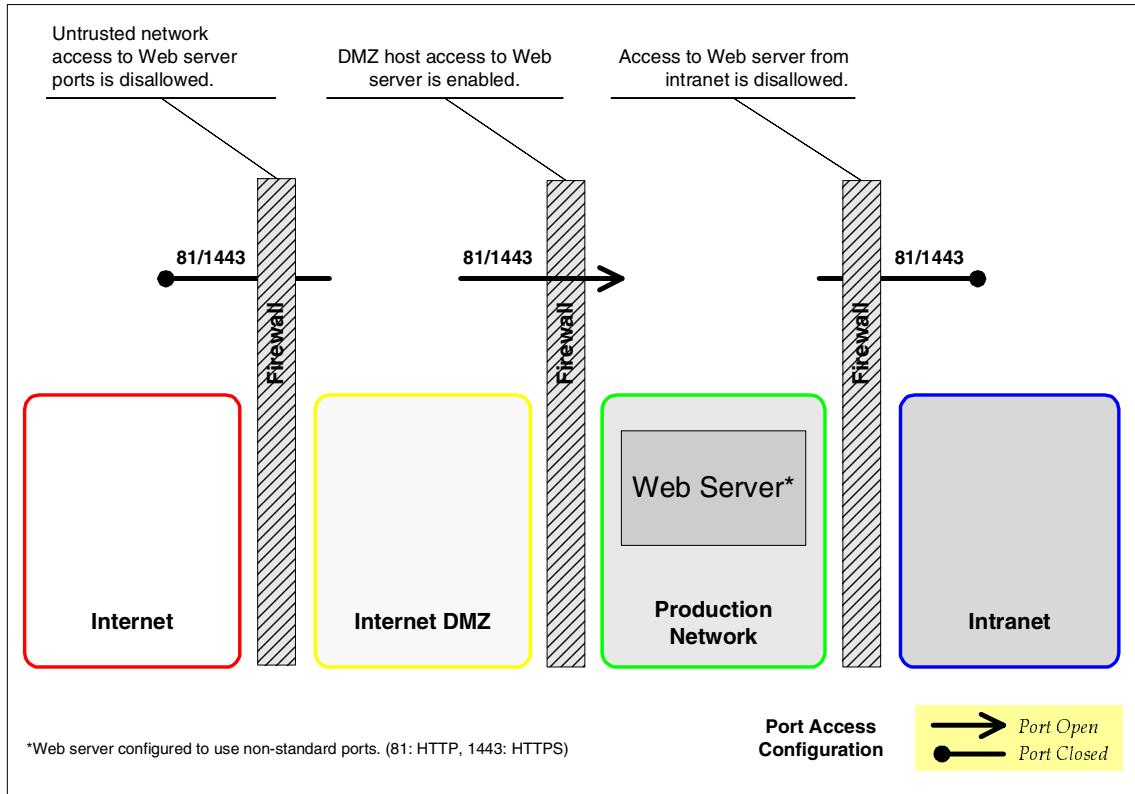 Untrusted network
access to Web server
ports is disallowed.
DMZ host access to Web
server is enabled.
Access to Web server from
intranet is disallowed.
81/1443
81/1443
81/1443
Firewall
Firewall
Firewall
Web Server*
Internet
Internet DMZ
Production
Network
Intranet
*Web server configured to use non-standard ports. (81: HTTP, 1443: HTTPS)
Port Access
Configuration
Port Open
Port Closed